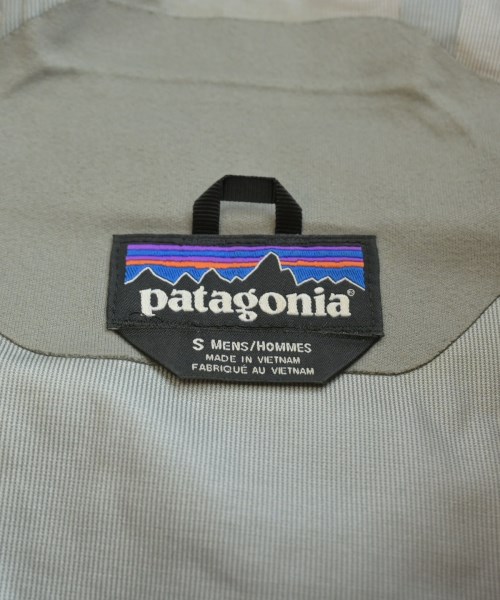 patagonia®
S MENS/HOMMES
MADE IN VIETNAM
FABRIQUÉ AU VIETNAM